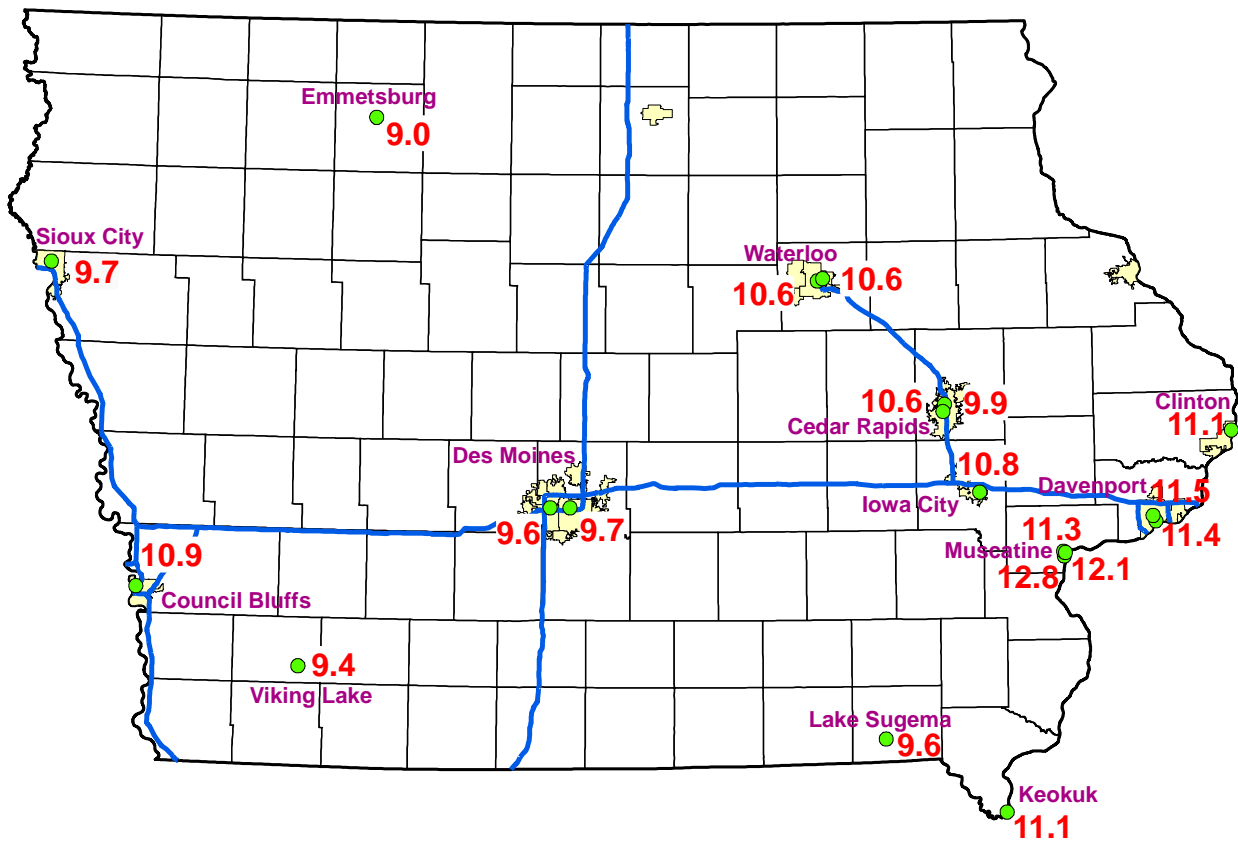 Emmetsburg
9.0
Sioux City
9.7
Waterloo
10.6
10.6
10.6
9.9
Cedar Rapids
Clinton
11.1
Des Moines
9.6
9.7
10.8
Iowa City
Davenport
11.5
11.4
11.3
Muscatine
12.8
12.1
10.9
Council Bluffs
9.4
Viking Lake
Lake Sugema
9.6
Keokuk
11.1